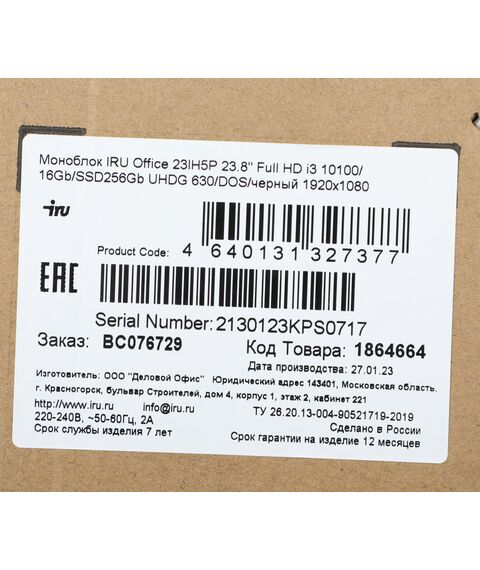 Моноблок IRU Office 23IH5P 23.8" Full HD i3 10100/
16Gb/SSD256Gb UHDG 630/DOS/черный 1920x1080
iru
Product Code: 4 640131 327377
EAC
Serial Number: 2130123KPS0717
Заказ: BC076729 Код Товара: 1864664
Дата производства: 27.01.23
Изготовитель: ООО "Деловой Офис" Юридический адрес 143401, Московская область,
г. Красногорск, бульвар Строителей, дом 4, корпус 1, этаж 2, кабинет 221
http://www.iru.ru info@iru.ru ТУ 26.20.13-004-90521719-2019
220-240В, ~50-60Гц, 2А Сделано в России
Срок службы изделия 7 лет Срок гарантии на изделие 12 месяцев